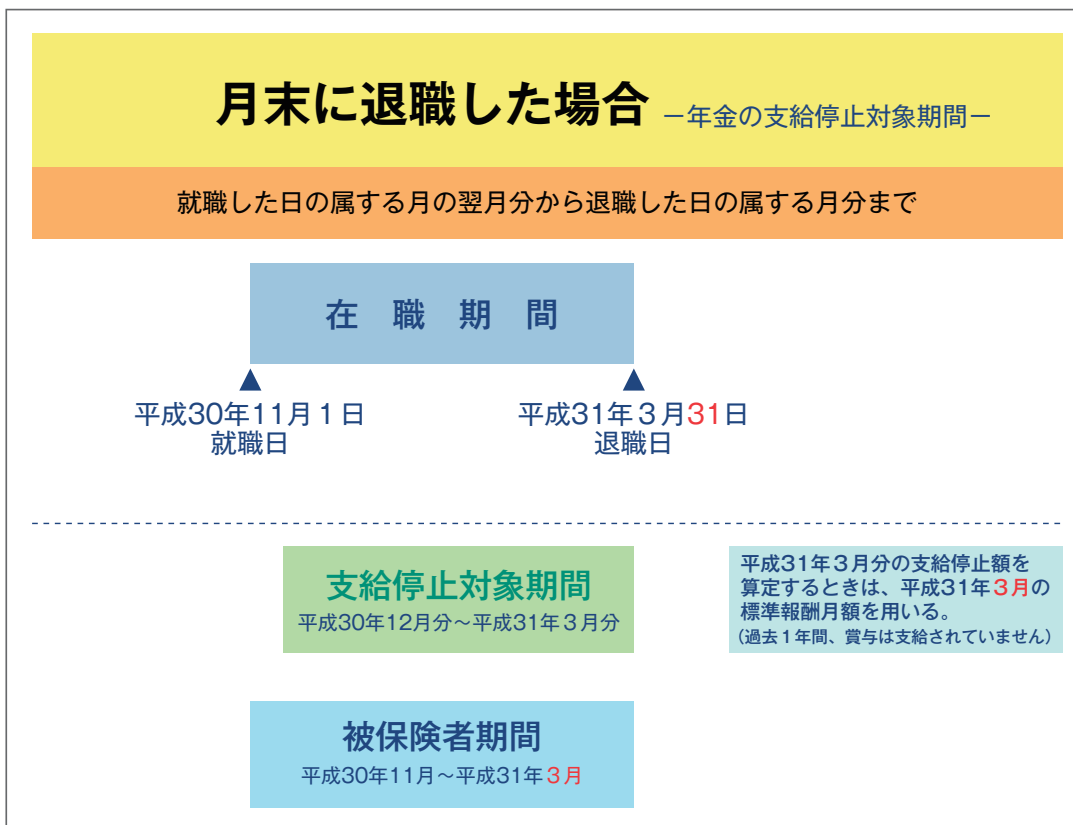 月末に退職した場合 －年金の支給停止対象期間－
就職した日の属する月の翌月分から退職した日の属する月分まで
在 職 期 間
平成30年11月１日
就職日
平成31年３月31日
退職日
支給停止対象期間
平成30年12月分～平成31年３月分
平成31年３月分の支給停止額を
算定するときは、平成31年３月の
標準報酬月額を用いる。
（過去１年間、賞与は支給されていません）
被保険者期間
平成30年11月～平成31年３月